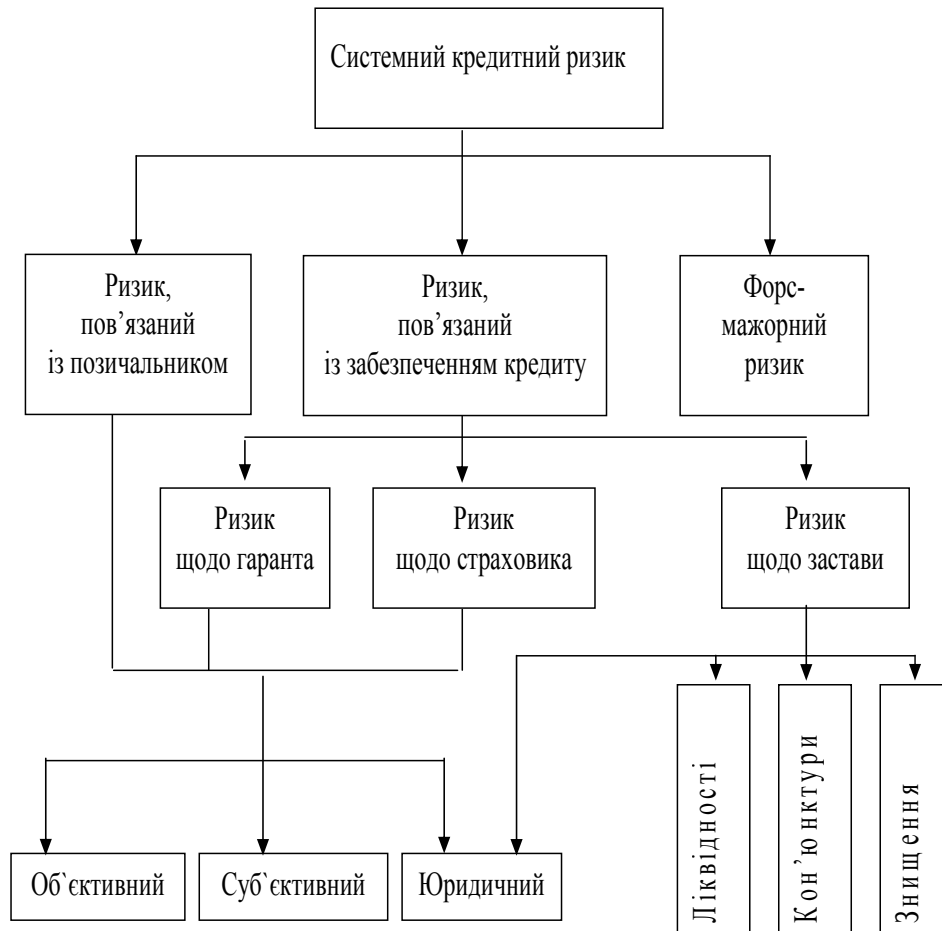 Системний кредитний ризик
Ризик,
пов’язаний
із позичальником
Ризик,
пов’язаний
із забезпеченням кредиту
Форс-
мажорний
ризик
Ризик
щодо гаранта
Ризик
щодо страховика
Ризик
щодо застави
Об`єктивний
Суб`єктивний
Юридичний
Ліквідності
Кон’юнктури
Знищення